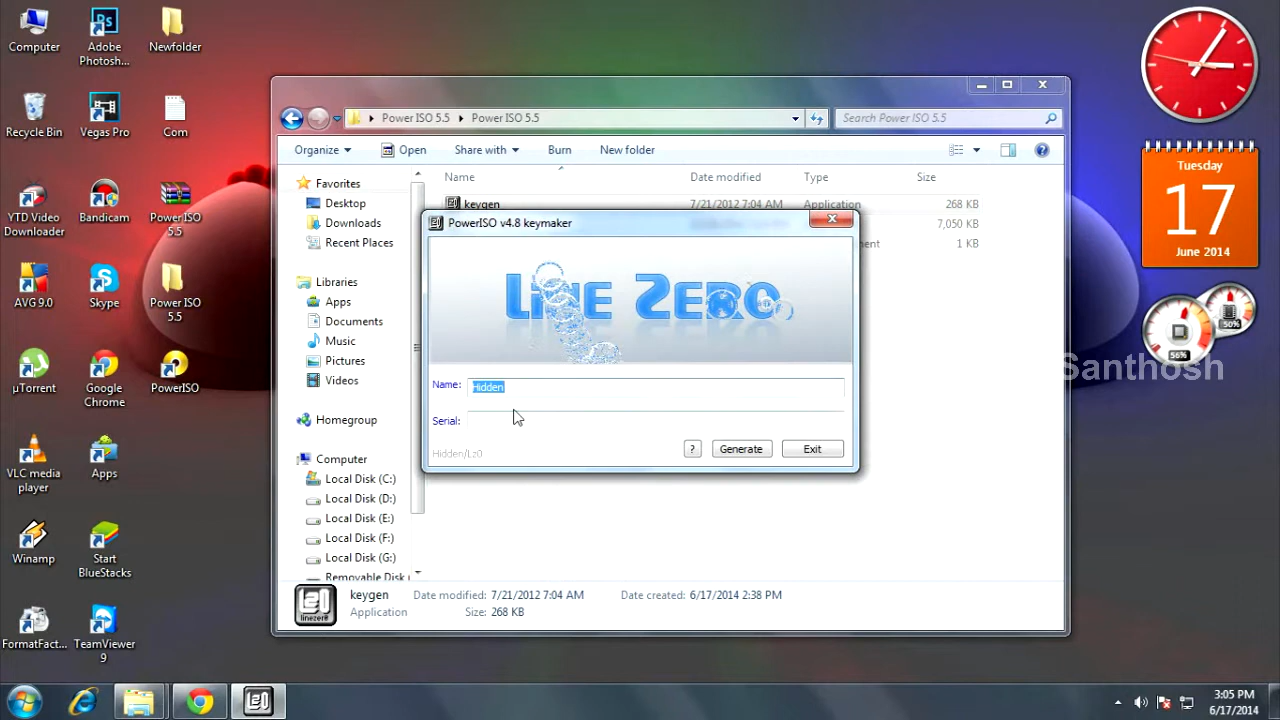 Computer
Adobe
Photosh...
Newfolder
Recycle Bin
Vegas Pro
Com
YTD Video
Downloader
Bandicam
Power ISO
5.5
AVG 9.0
Skype
Power ISO
5.5
µTorrent
Google
Chrome
PowerISO
VLC media
player
Apps
Winamp
Start
BlueStacks
FormatFact...
TeamViewer
9
Power ISO 5.5
Power ISO 5.5
Search Power ISO 5.5
Organize
Open
Share with
Burn
New folder
Name
Date modified
Type
Size
keygen
7/21/2012 7:04 AM
Application
268 KB
7,050 KB
1 KB
Favorites
Desktop
Downloads
Recent Places
Libraries
Apps
Documents
Music
Pictures
Videos
Homegroup
Computer
Local Disk (C:)
Local Disk (D:)
Local Disk (E:)
Local Disk (F:)
Local Disk (G:)
Removable Disk
PowerISO v4.8 keymaker
Line Zero
Name:
Hidden
Serial:
Hidden/Lz0
?
Generate
Exit
linezer0
keygen
Date modified: 7/21/2012 7:04 AM
Date created: 6/17/2014 2:38 PM
Application
Size: 268 KB
Tuesday
17
June 2014
50%
56%
Santhosh
3:05 PM
6/17/2014